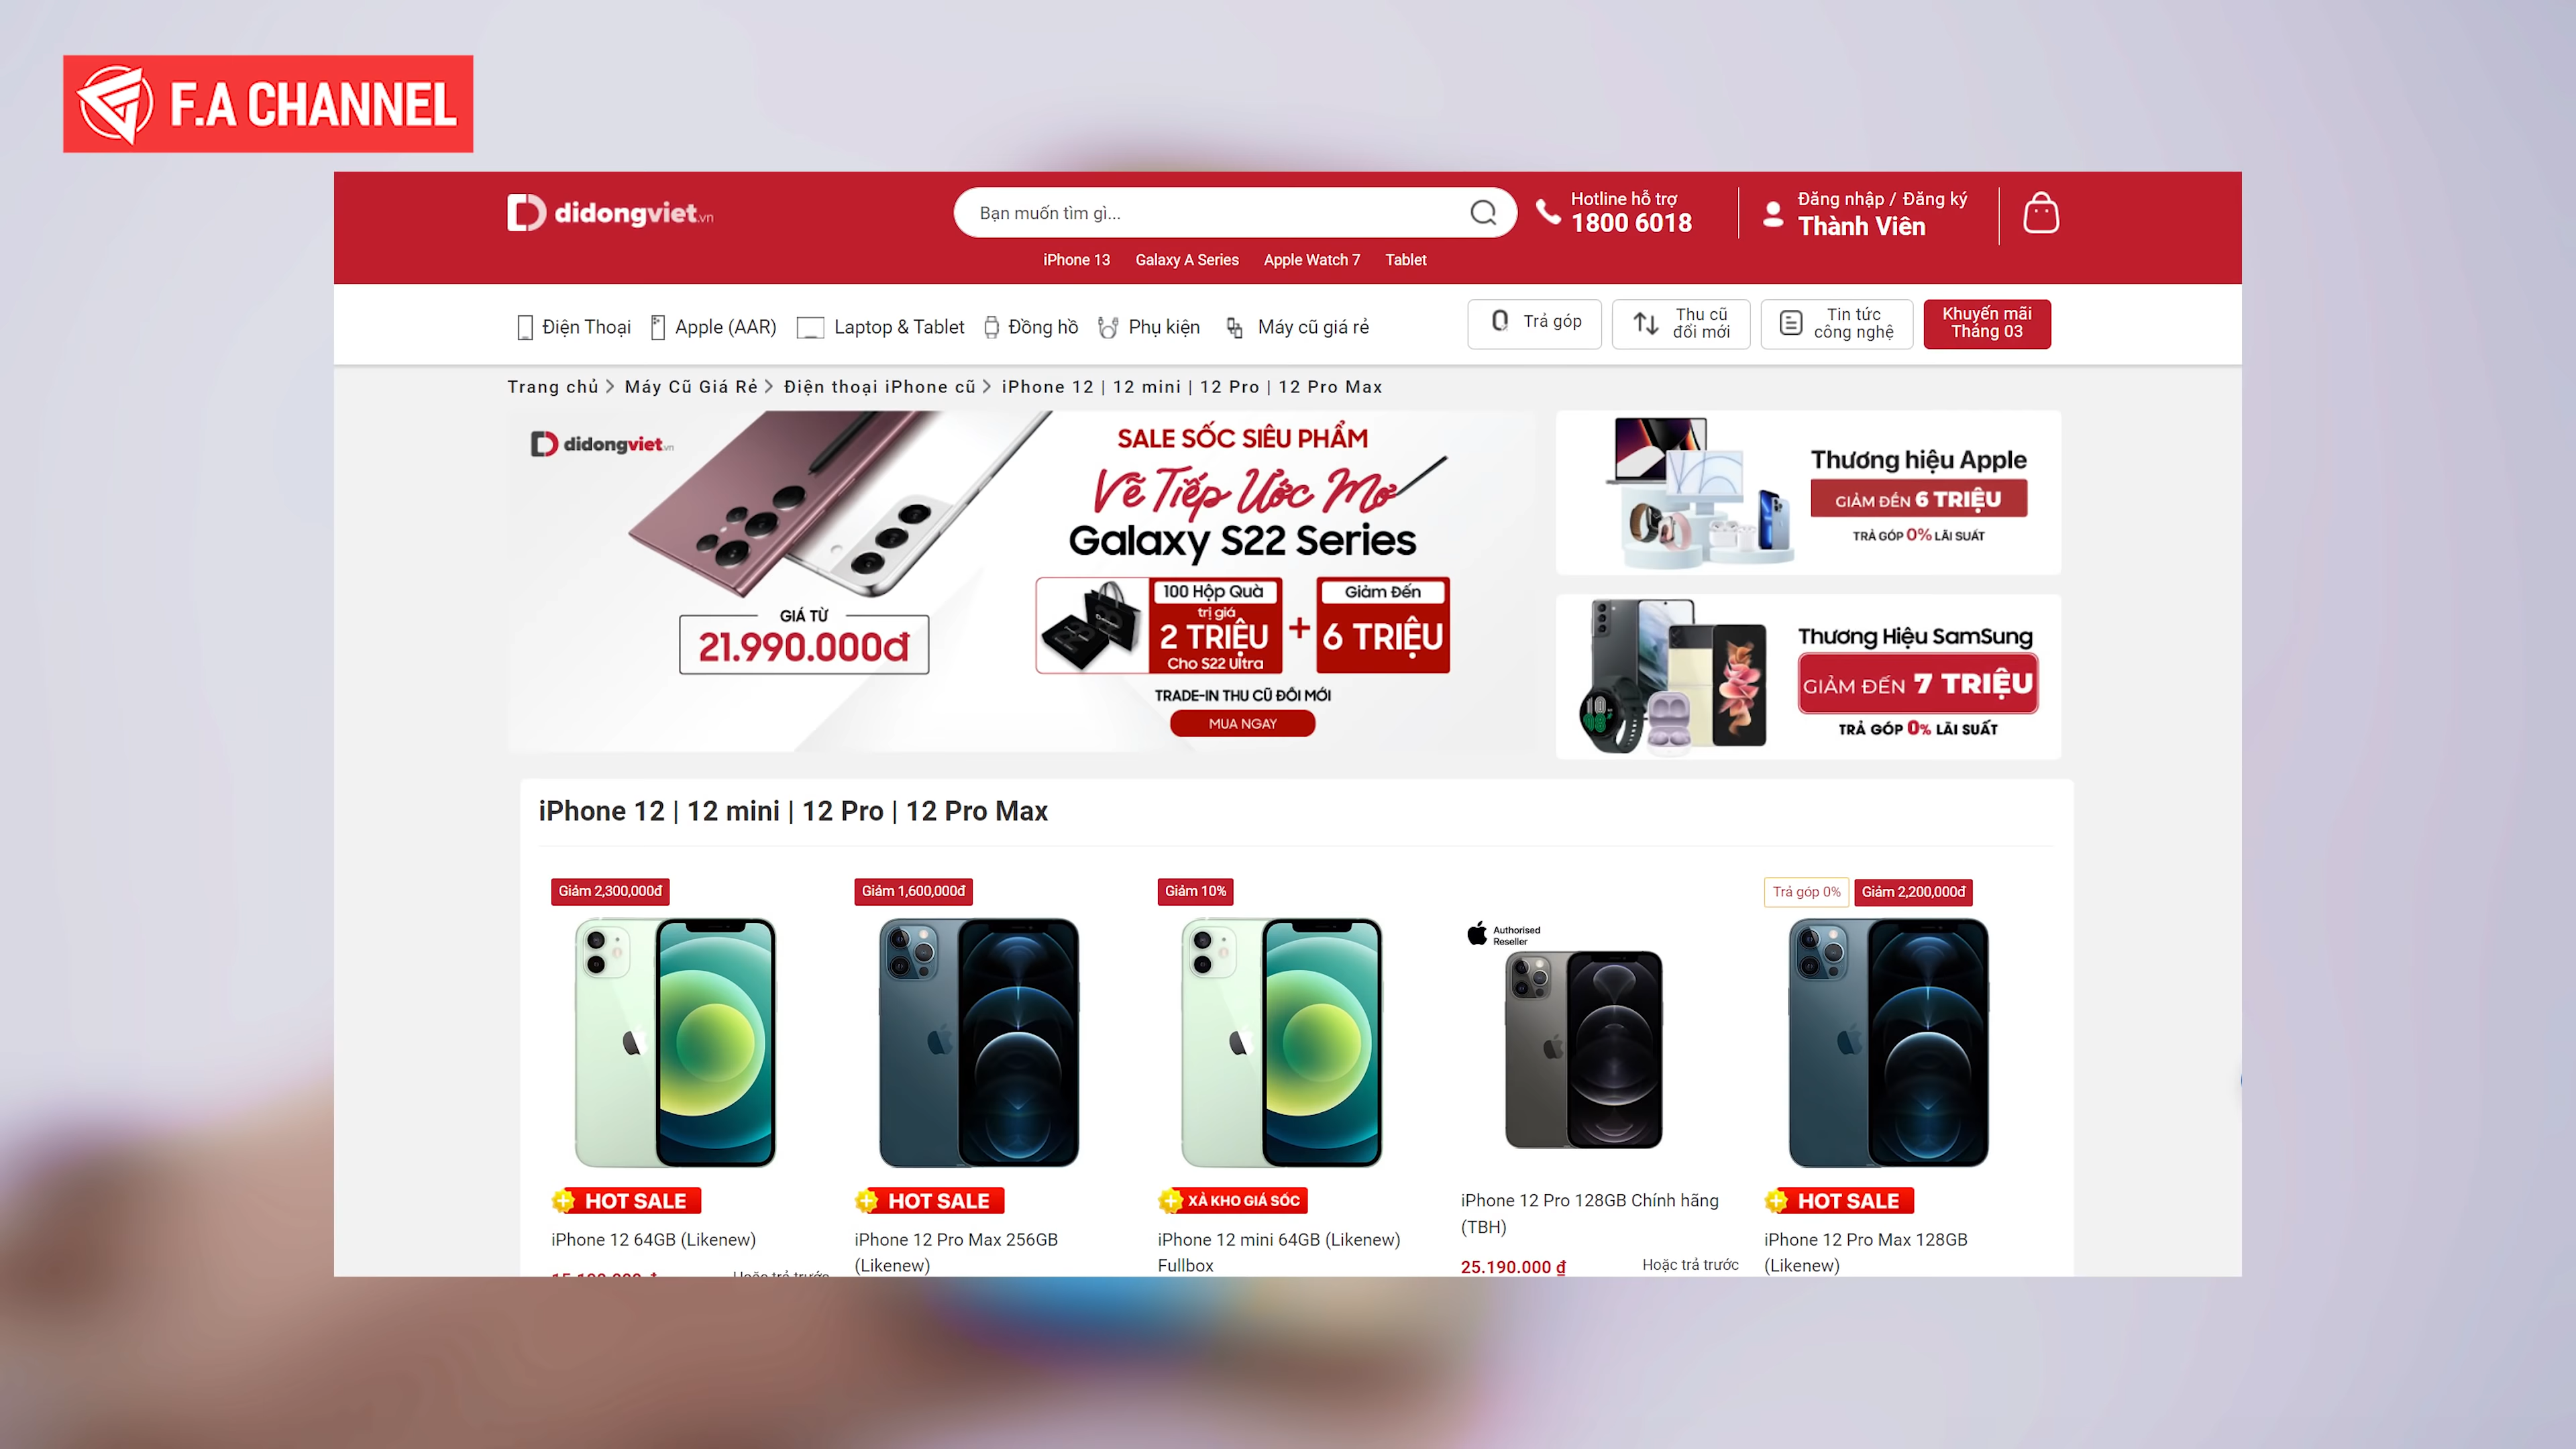 F.A CHANNEL
didongviet.vn
Bạn muốn tìm gì...
Hotline hỗ trợ
1800 6018
Đăng nhập / Đăng ký
Thành Viên
iPhone 13 Galaxy A Series Apple Watch 7 Tablet
Điện Thoại Apple (AAR) Laptop & Tablet Đồng hồ Phụ kiện Máy cũ giá rẻ
Trả góp
Thu cũ
đổi mới
Tin tức
công nghệ
Khuyến mãi
Tháng 03
Trang chủ > Máy Cũ Giá Rẻ > Điện thoại iPhone cũ > iPhone 12 | 12 mini | 12 Pro | 12 Pro Max
didongviet.vn
SALE SỐC SIÊU PHẨM
Vẽ Tiếp Ước Mơ
Galaxy S22 Series
GIÁ TỪ
21.990.000đ
100 Hộp Quà
trị giá
2 TRIỆU
Cho S22 Ultra
+
Giảm Đến
6 TRIỆU
TRADE-IN THU CŨ ĐỔI MỚI
MUA NGAY
Thương hiệu Apple
GIẢM ĐẾN 6 TRIỆU
TRẢ GÓP 0% LÃI SUẤT
Thương Hiệu SamSung
GIẢM ĐẾN 7 TRIỆU
TRẢ GÓP 0% LÃI SUẤT
iPhone 12 | 12 mini | 12 Pro | 12 Pro Max
Giảm 2,300,000đ
HOT SALE
iPhone 12 64GB (Likenew)
Giảm 1,600,000đ
HOT SALE
iPhone 12 Pro Max 256GB
(Likenew)
Giảm 10%
XẢ KHO GIÁ SỐC
iPhone 12 mini 64GB (Likenew)
Fullbox
Authorised
Reseller
iPhone 12 Pro 128GB Chính hãng
(TBH)
25.190.000 ₫ Hoặc trả trước
Trả góp 0% Giảm 2,200,000đ
HOT SALE
iPhone 12 Pro Max 128GB
(Likenew)